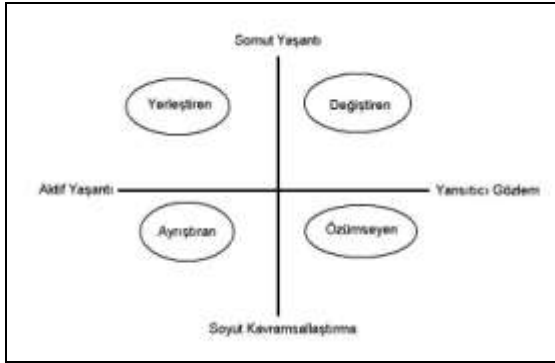 Somut Yaşantı
Yerleştiren
Değiştiren
Aktif Yaşantı
Yansıtıcı Gözlem
Ayrıştıran
Özümseyen
Soyut Kavramsallaştırma